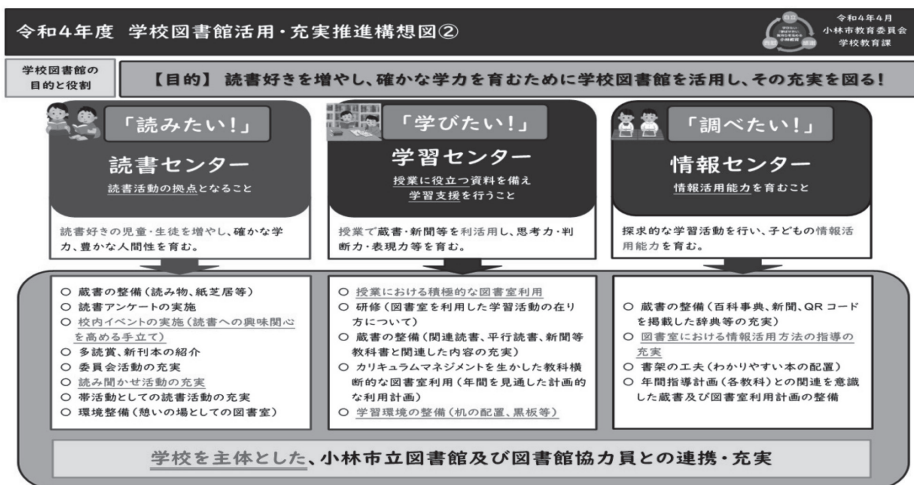 令和4年度 学校図書館活用・充実推進構想図②
令和4年4月
小林市教育委員会
学校教育課
学校図書館の
目的と役割
【目的】 読書好きを増やし、確かな学力を育むために学校図書館を活用し、その充実を図る!
「読みたい!」
読書センター
読書活動の拠点となること
読書好きの児童・生徒を増やし、確かな学
力、豊かな人間性を育む。
○ 蔵書の整備(読み物、紙芝居等)
○ 読書アンケートの実施
○ 校内イベントの実施(読書への興味関心
を高める手立て)
○ 多読賞、新刊本の紹介
○ 委員会活動の充実
○ 読み聞かせ活動の充実
○ 帯活動としての読書活動の充実
○ 環境整備(憩いの場としての図書室)
「学びたい!」
学習センター
授業に役立つ資料を備え
学習支援を行うこと
授業で蔵書・新聞等を利活用し、思考力・判
断力・表現力等を育む。
○ 授業における積極的な図書室利用
○ 研修(図書室を利用した学習活動の在り
方について)
○ 蔵書の整備(関連読書、平行読書、新聞等
教科書と関連した内容の充実)
○ カリキュラムマネジメントを生かした教科横
断的な図書室利用(年間を見通した計画的
な利用計画)
○ 学習環境の整備(机の配置、黒板等)
「調べたい!」
情報センター
情報活用能力を育むこと
探求的な学習活動を行い、子どもの情報活
用能力を育む。
○ 蔵書の整備(百科事典、新聞、QRコード
を掲載した辞典等の充実)
○ 図書室における情報活用方法の指導の
充実
○ 書架の工夫(わかりやすい本の配置)
○ 年間指導計画(各教科)との関連を意識
した蔵書及び図書室利用計画の整備
学校を主体とした、小林市立図書館及び図書館協力員との連携・充実